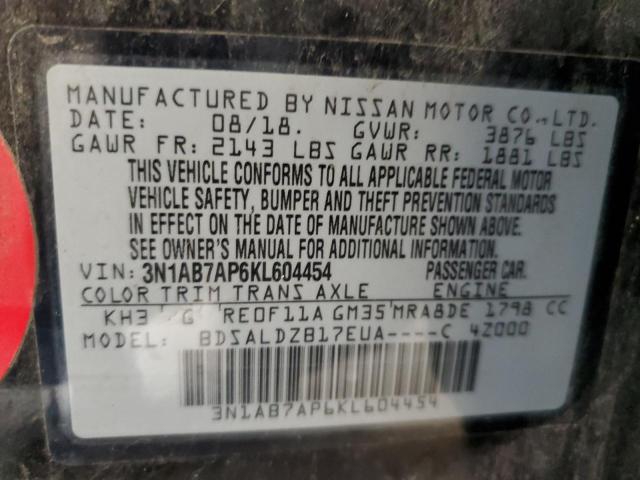 MANUFACTURED BY NISSAN MOTOR CO., LTD.
DATE: 08/18. GVWR: 3876 LBS
GAWR FR: 2143 LBS GAWR RR: 1881 LBS
THIS VEHICLE CONFORMS TO ALL APPLICABLE FEDERAL MOTOR
VEHICLE SAFETY, BUMPER AND THEFT PREVENTION STANDARDS
IN EFFECT ON THE DATE OF MANUFACTURE SHOWN ABOVE.
SEE OWNER'S MANUAL FOR ADDITIONAL INFORMATION.
VIN: 3N1AB7AP6KL604454 PASSENGER CAR.
COLOR TRIM TRANS AXLE ENGINE
KH3 G RE0F11A GM35 MRA8DE 1798 CC
MODEL: BDSALDZB17EUA----C 4Z000
3N1AB7AP6KL604454